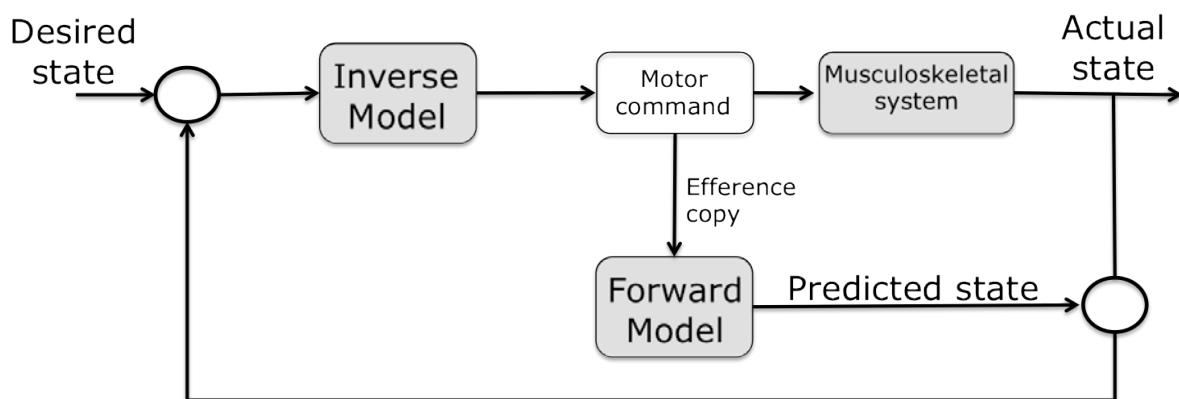 Desired
state
Inverse
Model
Motor
command
Musculoskeletal
system
Actual
state
Efference
copy
Forward
Model
Predicted state